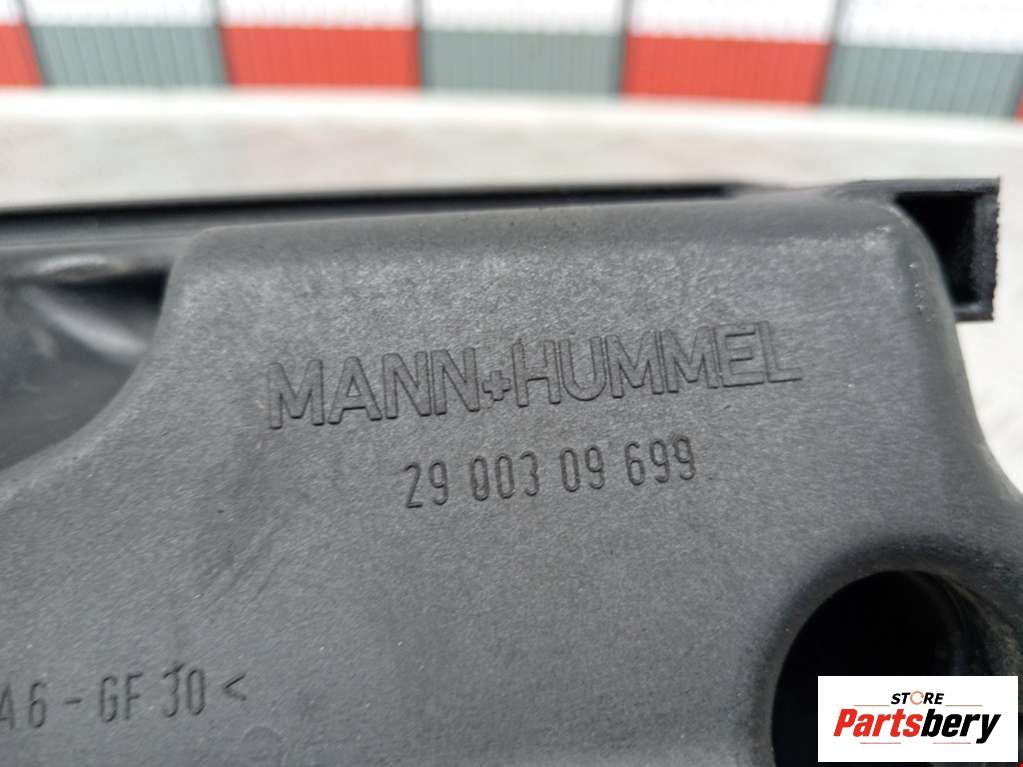 MANN+HUMMEL
29 003 09 699
A6-GF 30<
STORE
Partsbery